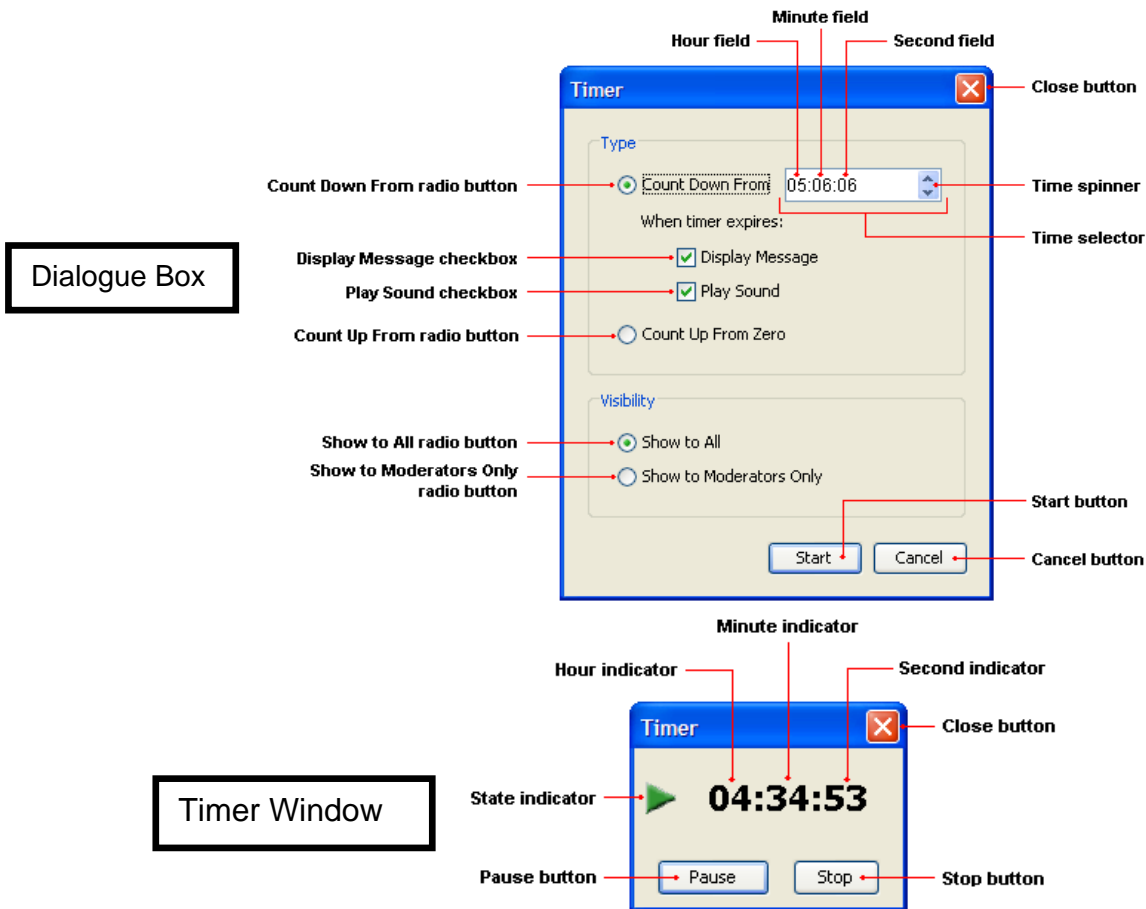 Minute field
Hour field
Second field
Timer
Close button
Type
Count Down From radio button
Count Down From
05:06:06
Time spinner
When timer expires:
Time selector
Dialogue Box
Display Message checkbox
Display Message
Play Sound checkbox
Play Sound
Count Up From radio button
Count Up From Zero
Visibility
Show to All radio button
Show to All
Show to Moderators Only
radio button
Show to Moderators Only
Start button
Start
Cancel
Cancel button
Minute indicator
Hour indicator
Second indicator
Timer
Close button
Timer Window
State indicator
04:34:53
Pause button
Pause
Stop
Stop button